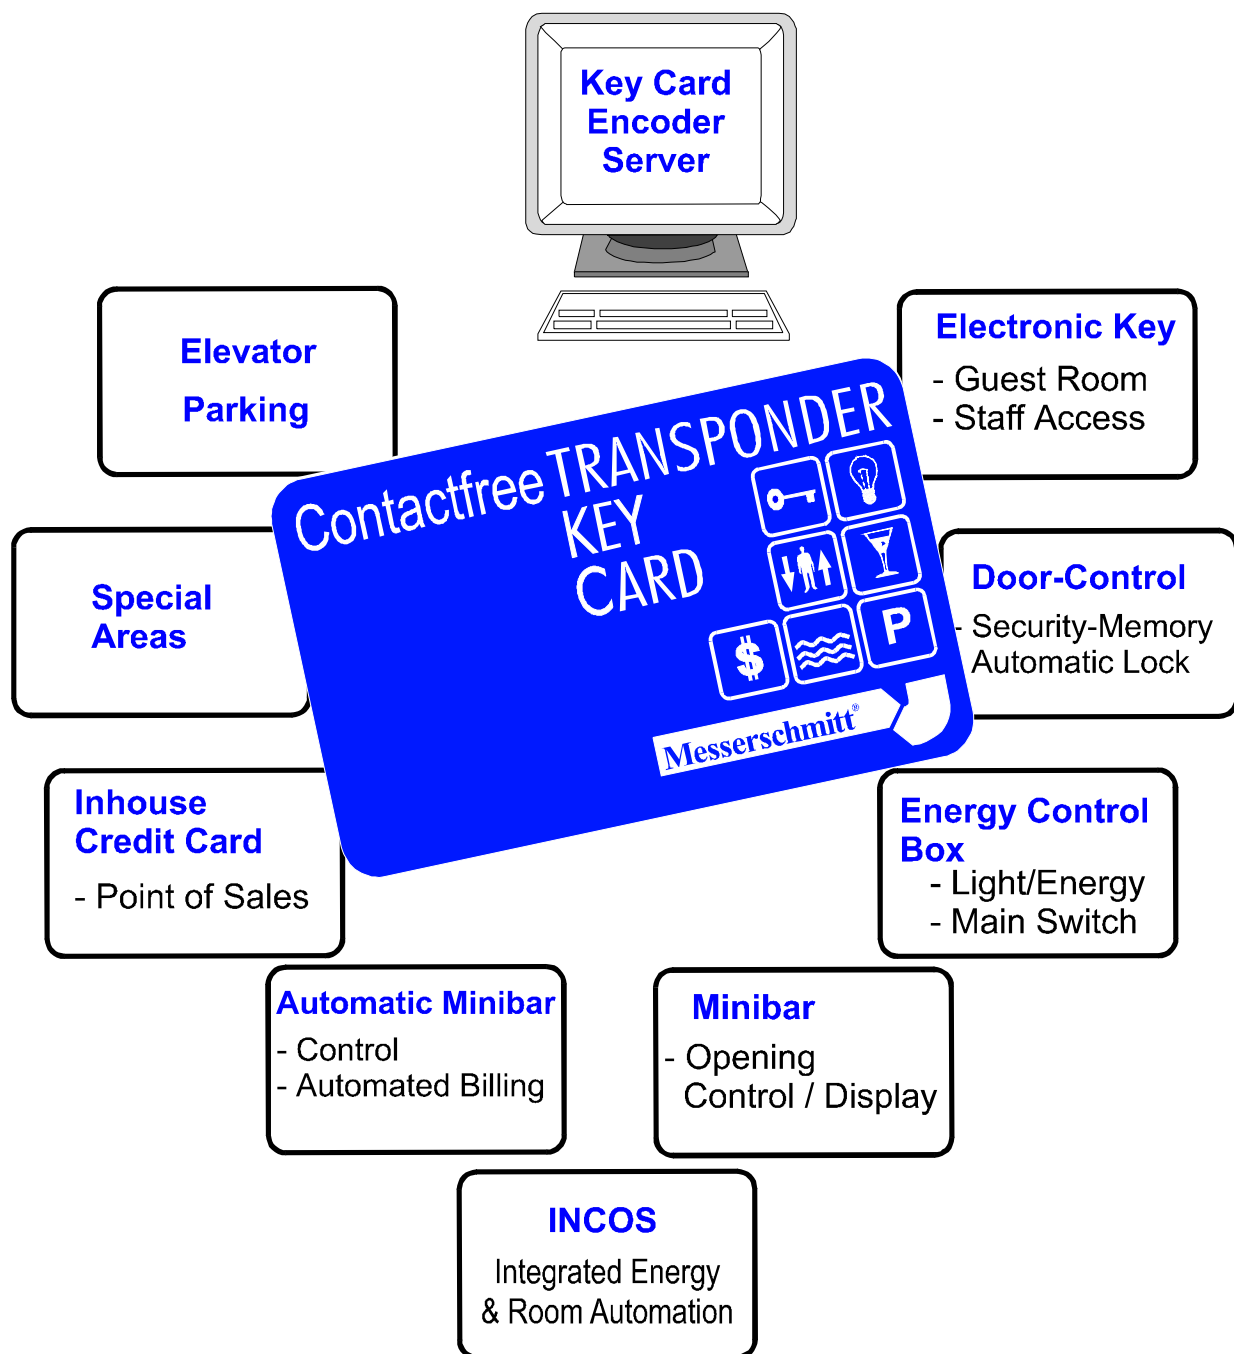 Key Card
Encoder
Server
Elevator
Parking
Electronic Key
- Guest Room
- Staff Access
Contactfree TRANSPONDER
KEY
CARD
Special
Areas
Door-Control
- Security-Memory
Automatic Lock
$
P
Messerschmitt®
Inhouse
Credit Card
- Point of Sales
Energy Control
Box
- Light/Energy
- Main Switch
Automatic Minibar
- Control
- Automated Billing
Minibar
- Opening
Control / Display
INCOS
Integrated Energy
& Room Automation